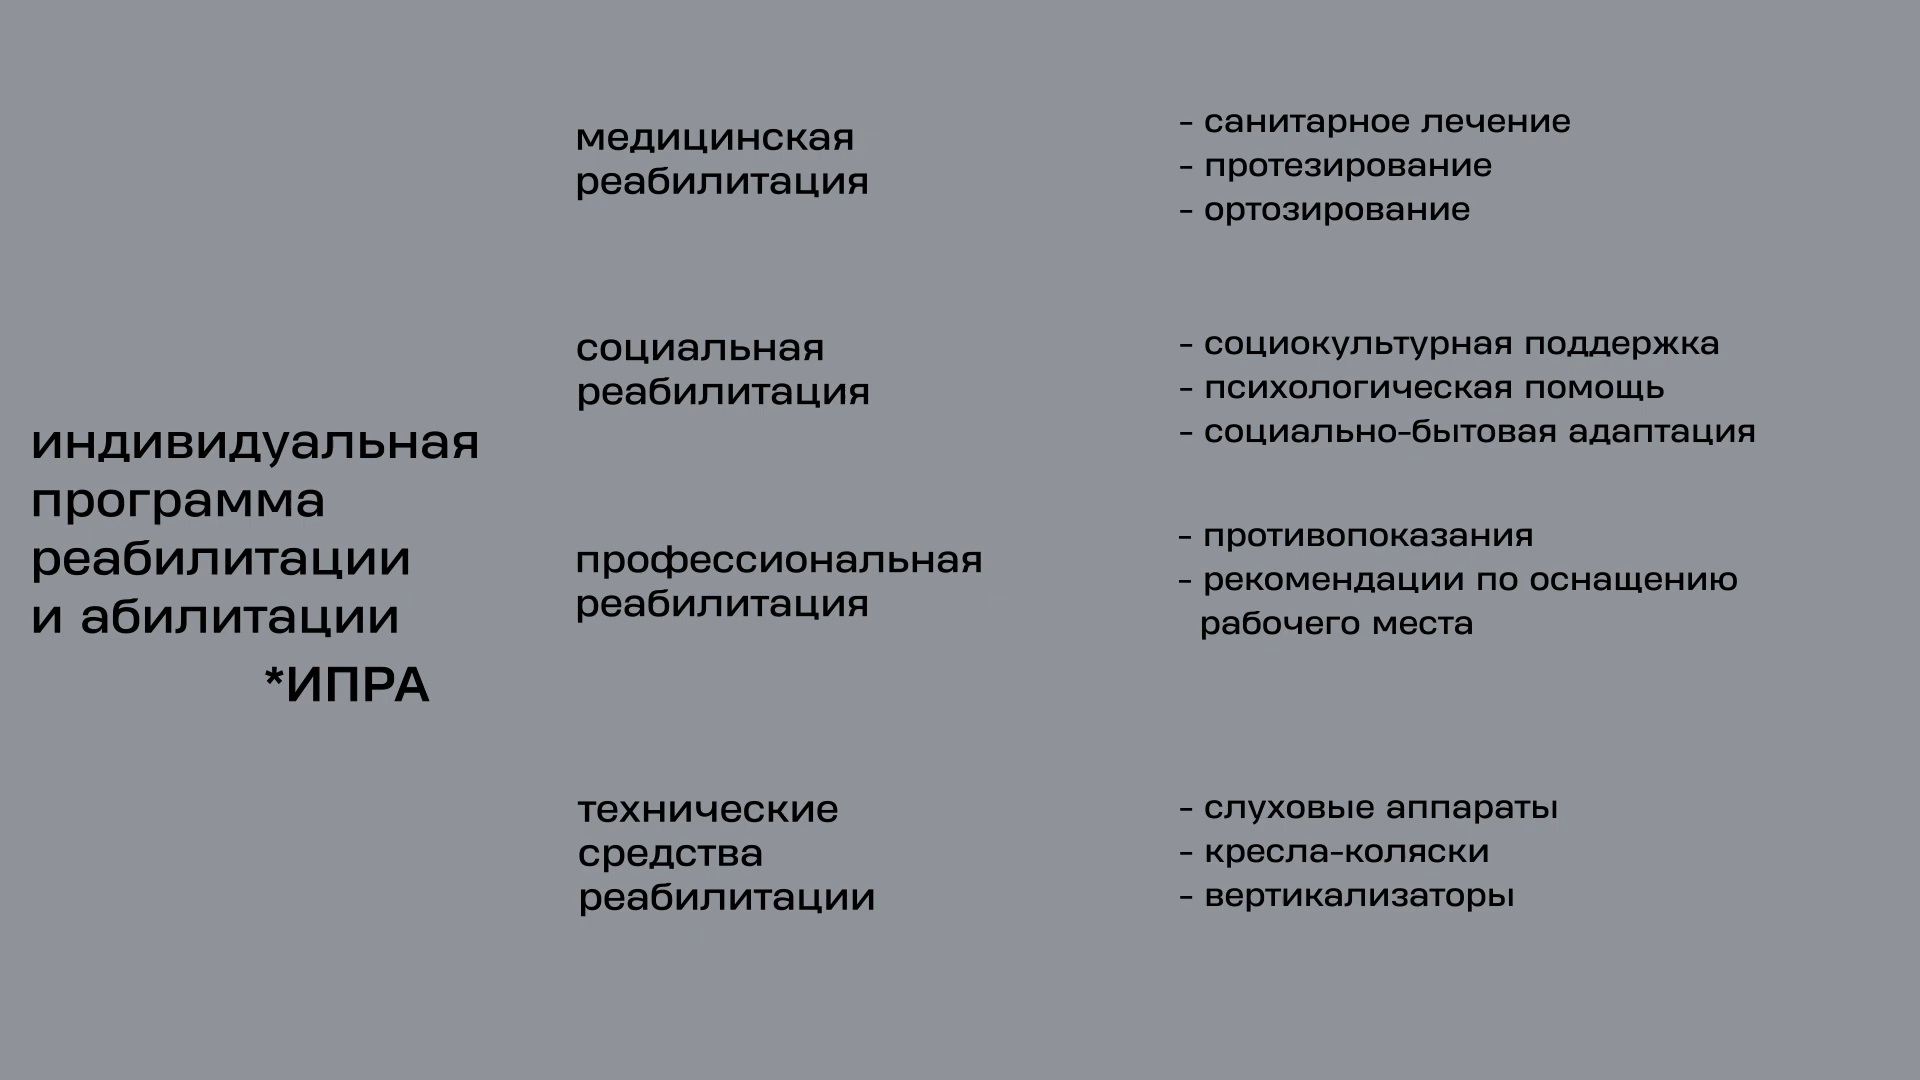 индивидуальная
программа
реабилитации
и абилитации
*ИПРА
медицинская
реабилитация
- санитарное лечение
- протезирование
- ортозирование
социальная
реабилитация
- социокультурная поддержка
- психологическая помощь
- социально-бытовая адаптация
профессиональная
реабилитация
- противопоказания
- рекомендации по оснащению
рабочего места
технические
средства
реабилитации
- слуховые аппараты
- кресла-коляски
- вертикализаторы